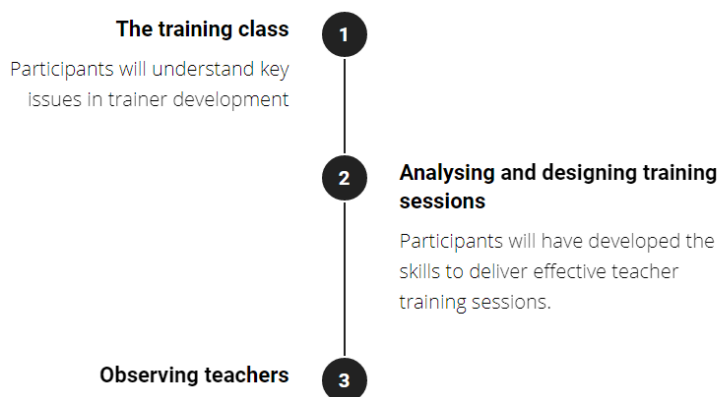 The training class
1
Participants will understand key
issues in trainer development
2
Analysing and designing training
sessions
Participants will have developed the
skills to deliver effective teacher
training sessions.
Observing teachers
3